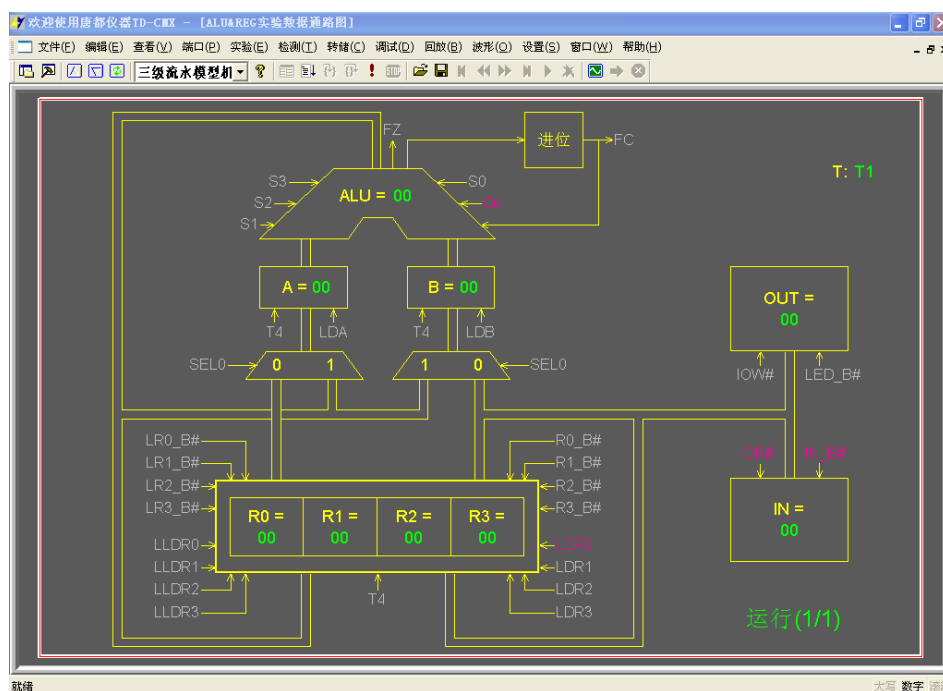 欢迎使用唐都仪器TD-CMX - [ALU&REG实验数据通路图]
文件(F) 编辑(E) 查看(V) 端口(P) 实验(E) 检测(T) 转储(C) 调试(D) 回放(B) 波形(O) 设置(S) 窗口(W) 帮助(H)
三级流水模型机
FZ 进位 FC
T: T1
S3 ALU = 00 S0
S2 Cn
S1
A = 00 B = 00 OUT =
00
T4 LDA T4 LDB
SEL0 0 1 1 0 SEL0
IOW# LED_B#
LR0_B# R0_B#
LR1_B# R1_B# IOR# IN_B#
LR2_B# R2_B#
LR3_B# R3_B#
R0 = R1 = R2 = R3 = IN =
00 00 00 00 00
LLDR0 LDR0
LLDR1 LDR1
LLDR2 LDR2
T4
LLDR3 LDR3
运行(1/1)
就绪 大写 数字